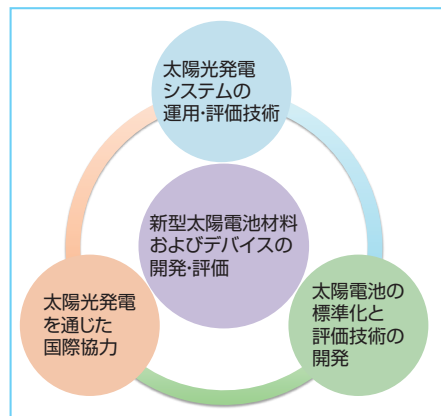 太陽光発電
システムの
運用・評価技術
新型太陽電池材料
およびデバイスの
開発・評価
太陽光発電
を通じた
国際協力
太陽電池の
標準化と
評価技術の
開発